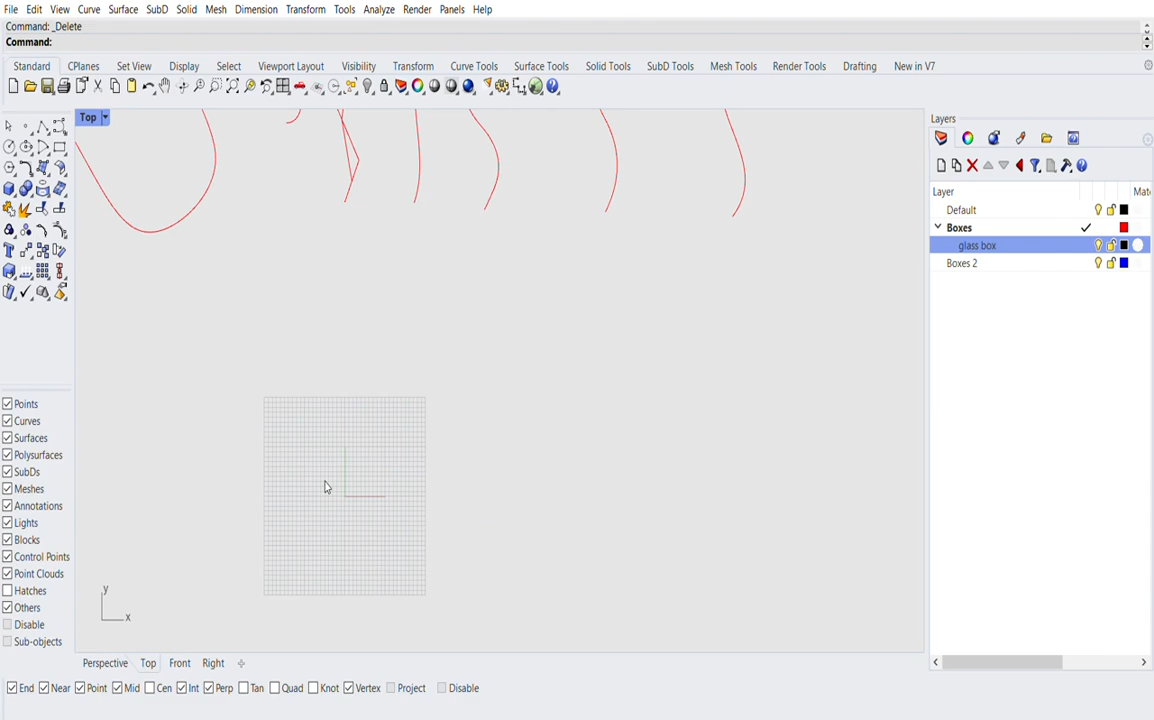 File Edit View Curve Surface SubD Solid Mesh Dimension Transform Tools Analyze Render Panels Help
Command: _Delete
Command:
Standard CPlanes Set View Display Select Viewport Layout Visibility Transform Curve Tools Surface Tools Solid Tools SubD Tools Mesh Tools Render Tools Drafting New in V7
Top
Layers
Layer Mate
Default
Boxes
glass box
Boxes 2
Points
Curves
Surfaces
Polysurfaces
SubDs
Meshes
Annotations
Lights
Blocks
Control Points
Point Clouds
Hatches
Others
Disable
Sub-objects
y
x
Perspective Top Front Right
End Near Point Mid Cen Int Perp Tan Quad Knot Vertex Project Disable